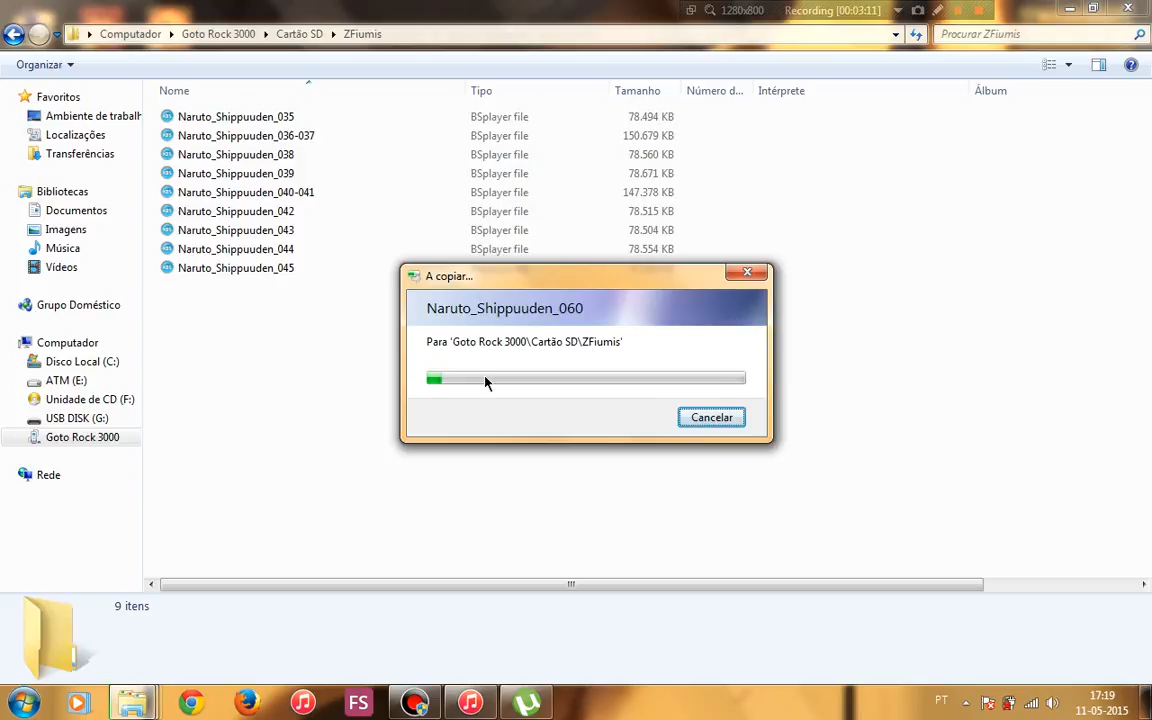 1280x800 Recording [00:03:11]
Computador Goto Rock 3000 Cartão SD ZFiumis
Procurar ZFiumis
Organizar
Nome Tipo Tamanho Número d... Intérprete Álbum
Favoritos
Ambiente de trabalh
Localizações
Transferências
Bibliotecas
Documentos
Imagens
Música
Vídeos
Grupo Doméstico
Computador
Disco Local (C:)
ATM (E:)
Unidade de CD (F:)
USB DISK (G:)
Goto Rock 3000
Rede
Naruto_Shippuuden_035 BSplayer file 78.494 KB
Naruto_Shippuuden_036-037 BSplayer file 150.679 KB
Naruto_Shippuuden_038 BSplayer file 78.560 KB
Naruto_Shippuuden_039 BSplayer file 78.671 KB
Naruto_Shippuuden_040-041 BSplayer file 147.378 KB
Naruto_Shippuuden_042 BSplayer file 78.515 KB
Naruto_Shippuuden_043 BSplayer file 78.504 KB
Naruto_Shippuuden_044 BSplayer file 78.554 KB
Naruto_Shippuuden_045
A copiar...
Naruto_Shippuuden_060
Para 'Goto Rock 3000\Cartão SD\ZFiumis'
Cancelar
9 itens
FS
PT
17:19
11-05-2015